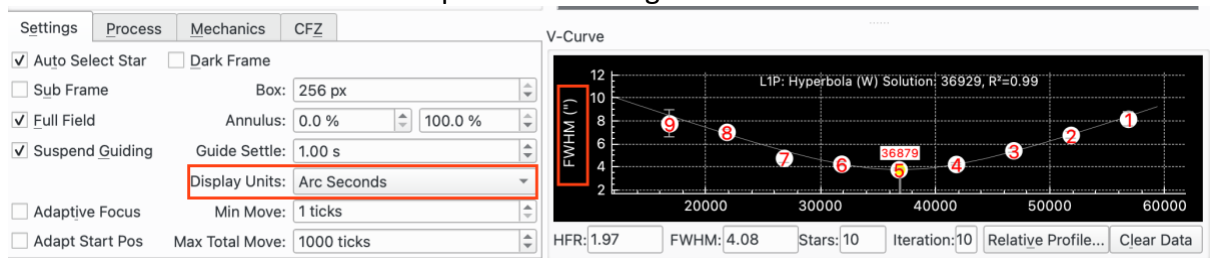 Settings Process Mechanics CFZ
Auto Select Star Dark Frame
Sub Frame Box: 256 px
Full Field Annulus: 0.0 % 100.0 %
Suspend Guiding Guide Settle: 1.00 s
Display Units: Arc Seconds
Adaptive Focus Min Move: 1 ticks
Adapt Start Pos Max Total Move: 1000 ticks
V-Curve
L1P: Hyperbola (W) Solution: 36929, R²=0.99
FWHM (")
12
10
8
6
4
2
9 8 7 6 5 4 3 2 1
36879
20000 30000 40000 50000 60000
HFR: 1.97 FWHM: 4.08 Stars: 10 Iteration: 10 Relative Profile... Clear Data